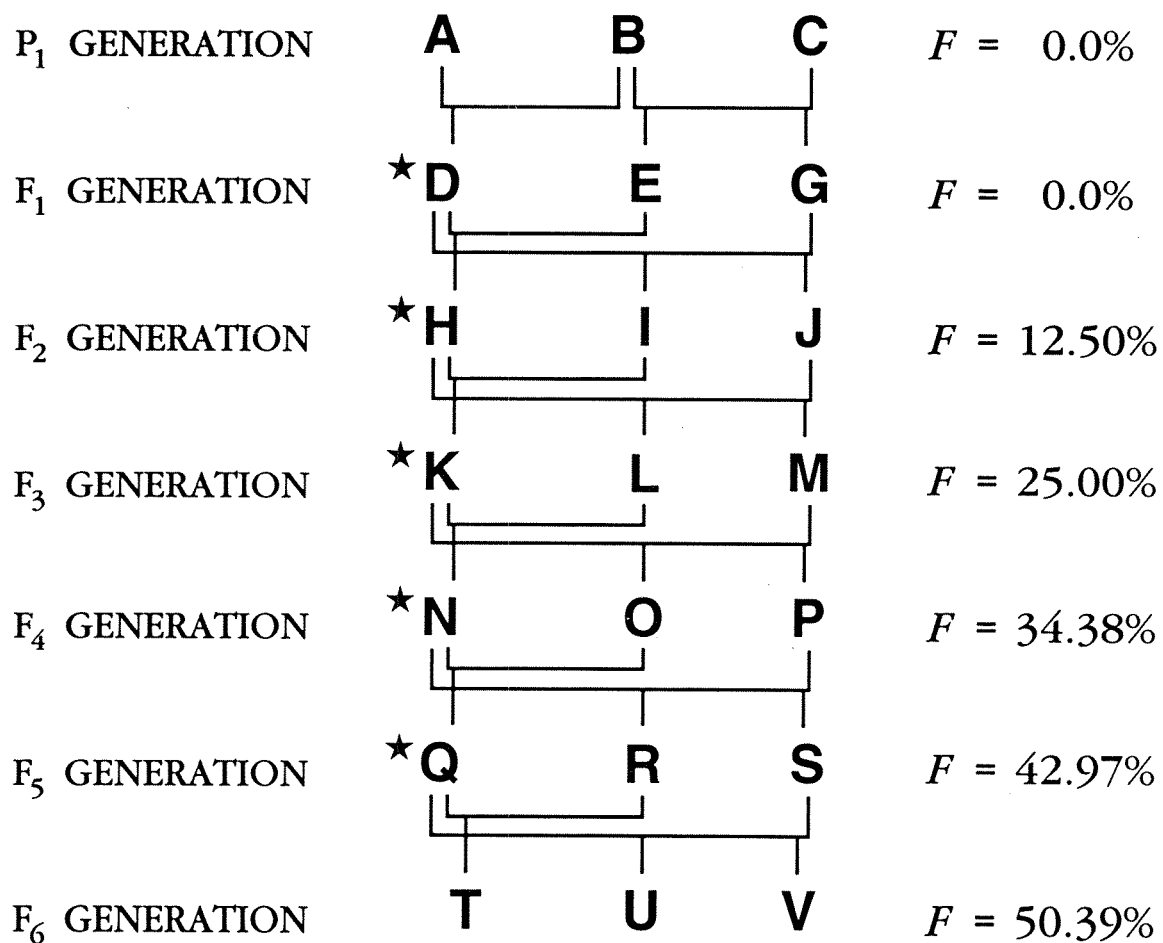 P₁ GENERATION A B C F = 0.0%
F₁ GENERATION ★D E G F = 0.0%
F₂ GENERATION ★H I J F = 12.50%
F₃ GENERATION ★K L M F = 25.00%
F₄ GENERATION ★N O P F = 34.38%
F₅ GENERATION ★Q R S F = 42.97%
F₆ GENERATION T U V F = 50.39%